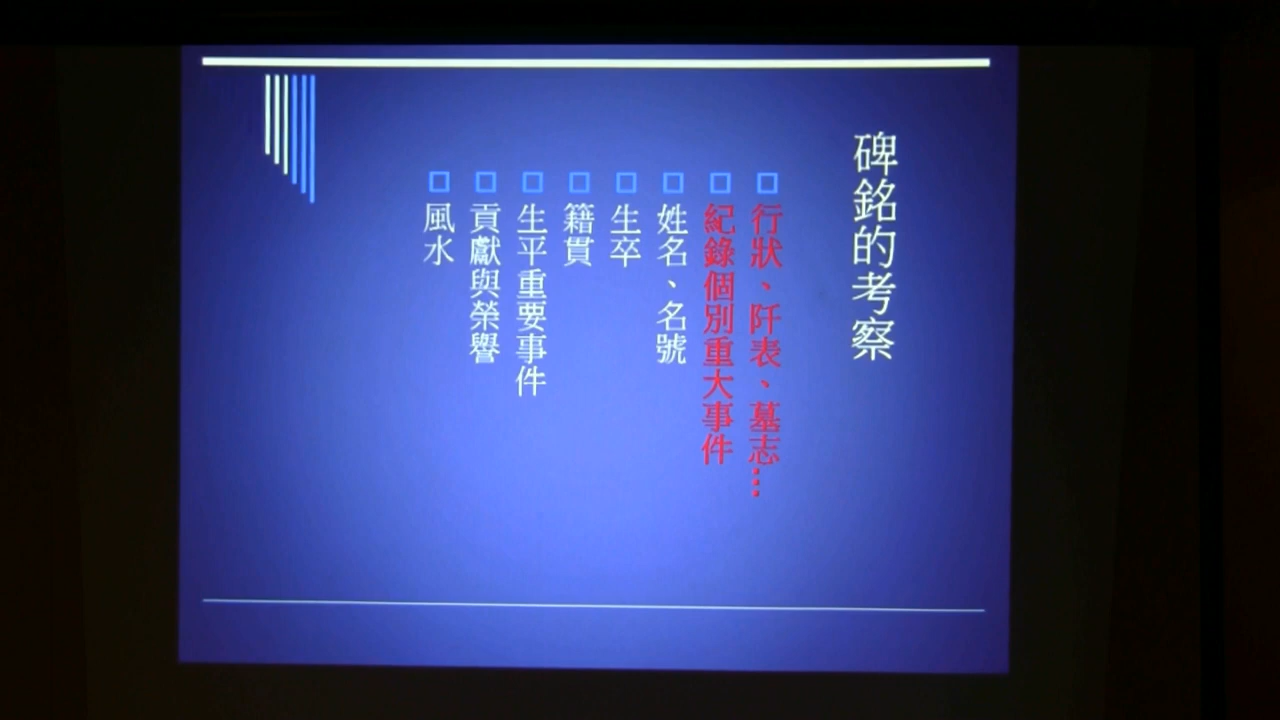 碑銘的考察
行狀、阡表、墓志…
紀錄個別重大事件
姓名、名號
生卒
籍貫
生平重要事件
貢獻與榮譽
風水